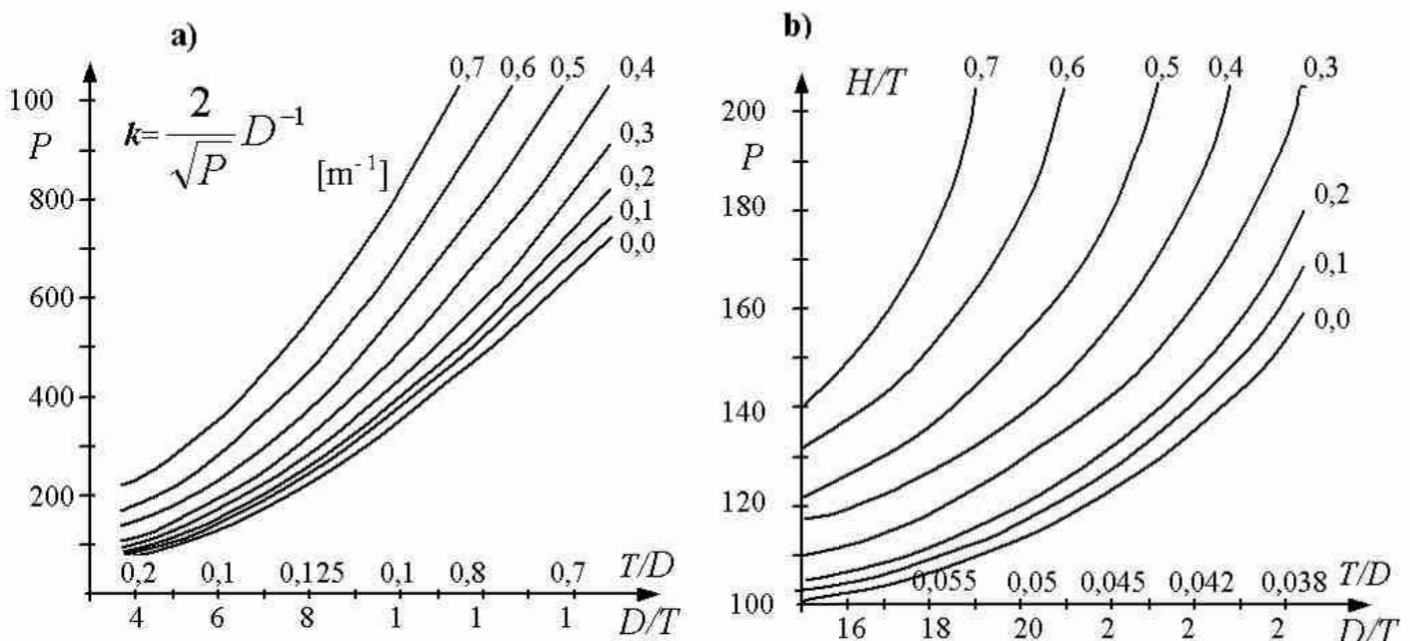 a)
0,7 0,6 0,5 0,4
100
P
k= 2/√P D⁻¹ [m⁻¹]
0,3
0,2
0,1
0,0
800
600
400
200
0,2 0,1 0,125 0,1 0,8 0,7 T/D
4 6 8 1 1 1 D/T
b)
H/T 0,7 0,6 0,5 0,4 0,3
200
P
180
0,2
0,1
0,0
160
140
120
100
0,055 0,05 0,045 0,042 0,038 T/D
16 18 20 2 2 2 D/T